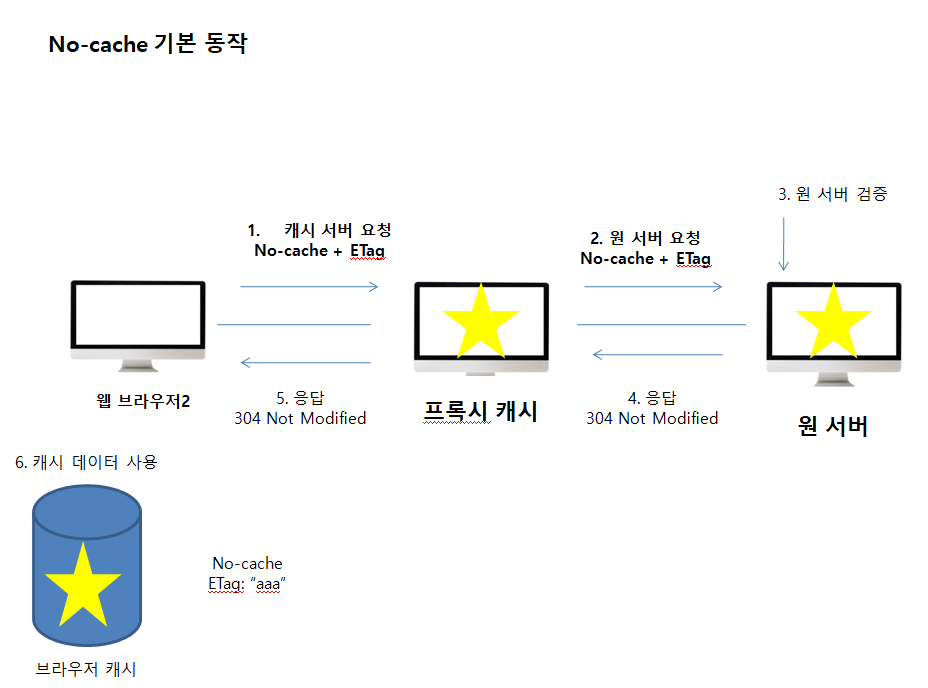 No-cache 기본 동작
3. 원 서버 검증
1. 캐시 서버 요청
No-cache + ETag
2. 원 서버 요청
No-cache + ETag
웹 브라우저2
5. 응답
304 Not Modified
프록시 캐시
4. 응답
304 Not Modified
원 서버
6. 캐시 데이터 사용
No-cache
ETag: “aaa”
브라우저 캐시